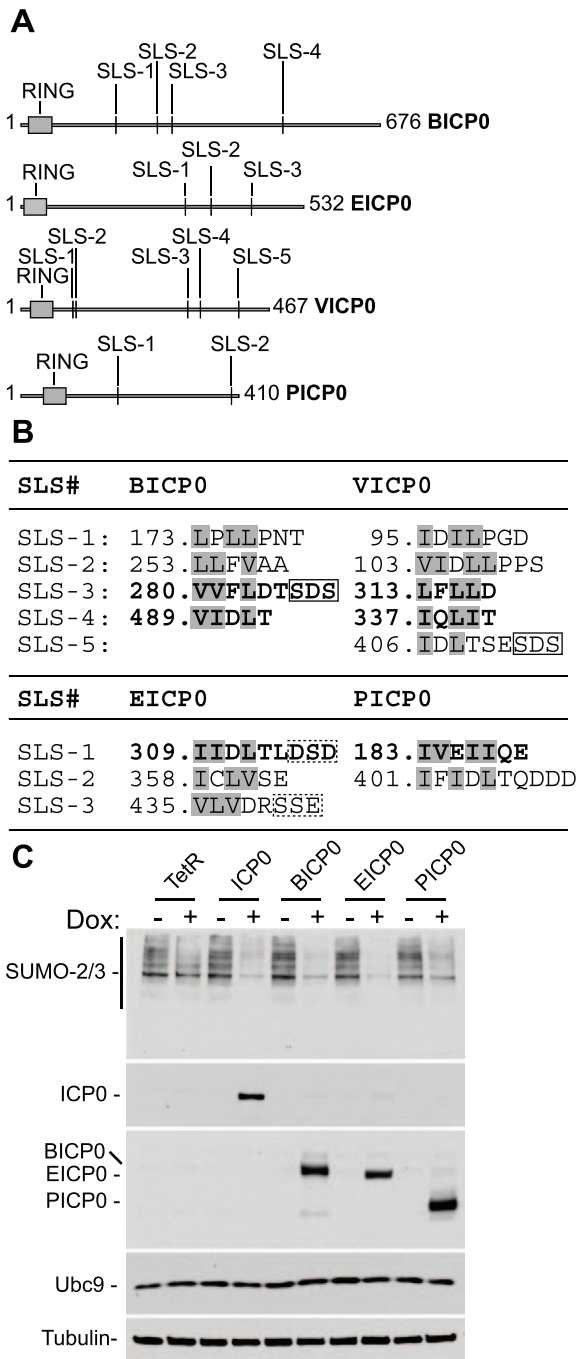 A
SLS-2 SLS-4
SLS-1 SLS-3
RING
1 676 BICP0
SLS-2
SLS-1 SLS-3
RING
1 532 EICP0
SLS-2 SLS-4
SLS-1 SLS-3 SLS-5
RING
1 467 VICP0
SLS-1 SLS-2
RING
1 410 PICP0
B
SLS# BICP0 VICP0
SLS-1: 173.LPLLPNT 95.IDILPGD
SLS-2: 253.LLFVAA 103.VIDLLPPS
SLS-3: 280.VVFLDTSDS 313.LFLLD
SLS-4: 489.VIDLT 337.IQLIT
SLS-5: 406.IDLTSESDS
SLS# EICP0 PICP0
SLS-1 309.IIDLTLDSD 183.IVEIIQE
SLS-2 358.ICLVSE 401.IFIDLTQDDD
SLS-3 435.VLVDRSSE
C
TetR ICP0 BICP0 EICP0 PICP0
Dox: - + - + - + - + - +
SUMO-2/3 -
ICP0 -
BICP0
EICP0 -
PICP0 -
Ubc9 -
Tubulin-